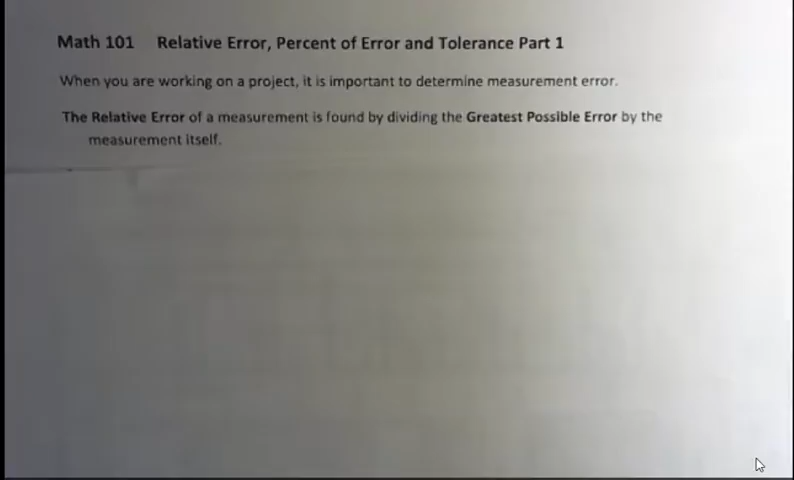 Math 101 Relative Error, Percent of Error and Tolerance Part 1
When you are working on a project, it is important to determine measurement error.
The Relative Error of a measurement is found by dividing the Greatest Possible Error by the
measurement itself.